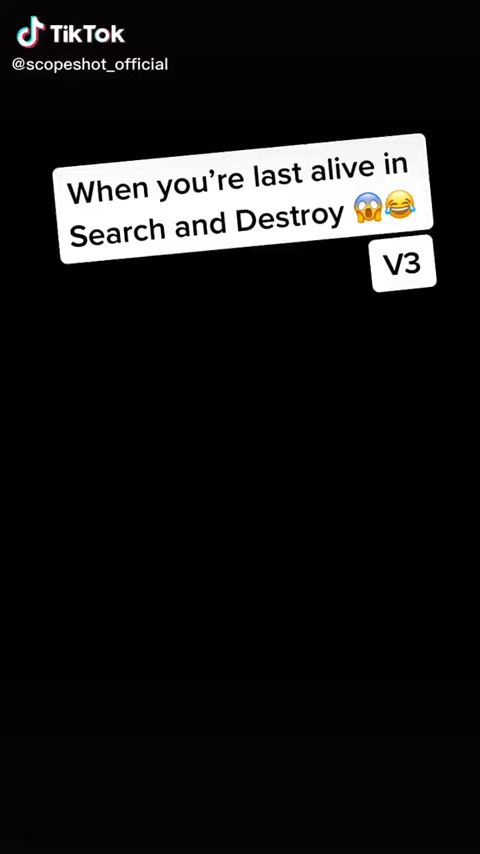 TikTok
@scopeshot_official
When you’re last alive in
Search and Destroy 😱😂
V3